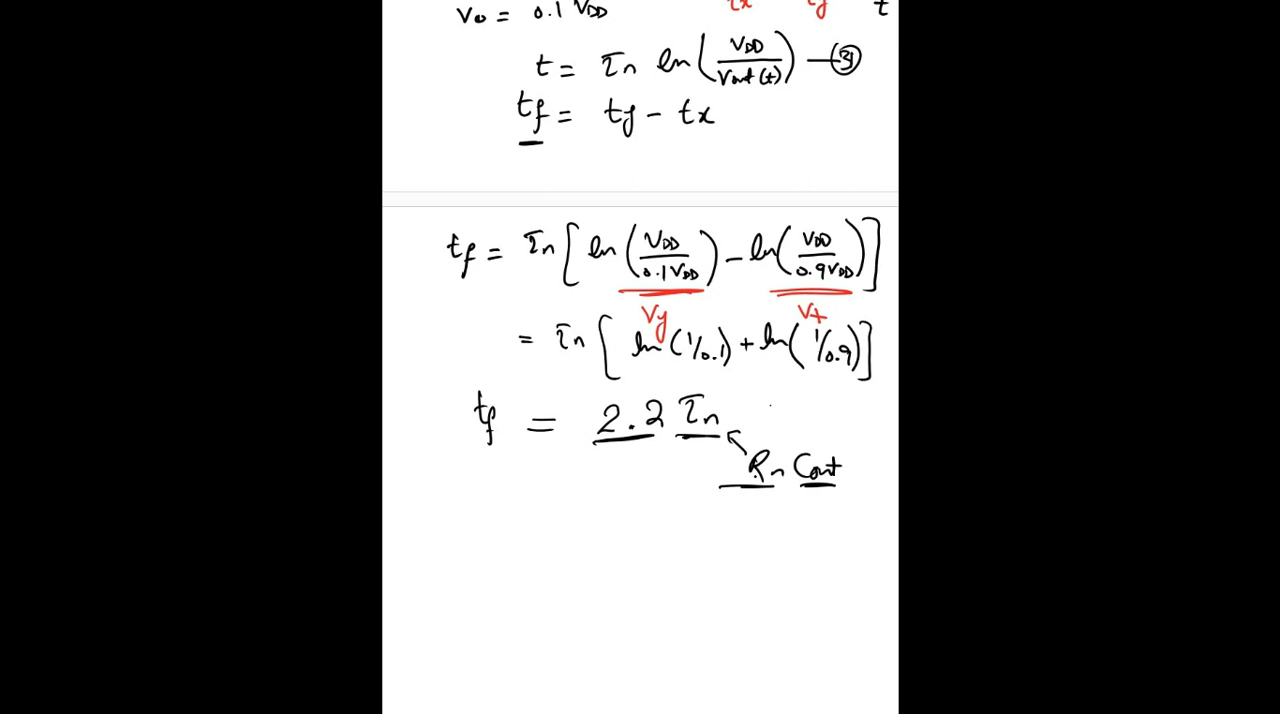 Vo = 0.1 VDD tx ty t
t = τn ln(VDD/Vout(t)) — ③
tf = ty - tx
tf = τn [ln(VDD/0.1VDD) - ln(VDD/0.9VDD)]
Vy Vx
= τn [ln(1/0.1) + ln(1/0.9)]
tf = 2.2 τn
Rn Cout